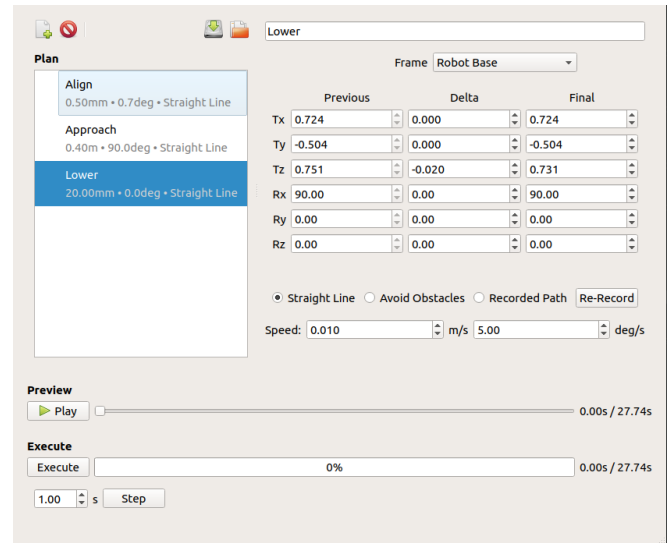 Lower
Plan
Frame Robot Base
Align
0.50mm • 0.7deg • Straight Line
Approach
0.40m • 90.0deg • Straight Line
Lower
20.00mm • 0.0deg • Straight Line
Previous Delta Final
Tx 0.724 0.000 0.724
Ty -0.504 0.000 -0.504
Tz 0.751 -0.020 0.731
Rx 90.00 0.00 90.00
Ry 0.00 0.00 0.00
Rz 0.00 0.00 0.00
Straight Line Avoid Obstacles Recorded Path Re-Record
Speed: 0.010 m/s 5.00 deg/s
Preview
Play 0.00s / 27.74s
Execute
Execute 0% 0.00s / 27.74s
1.00 s Step